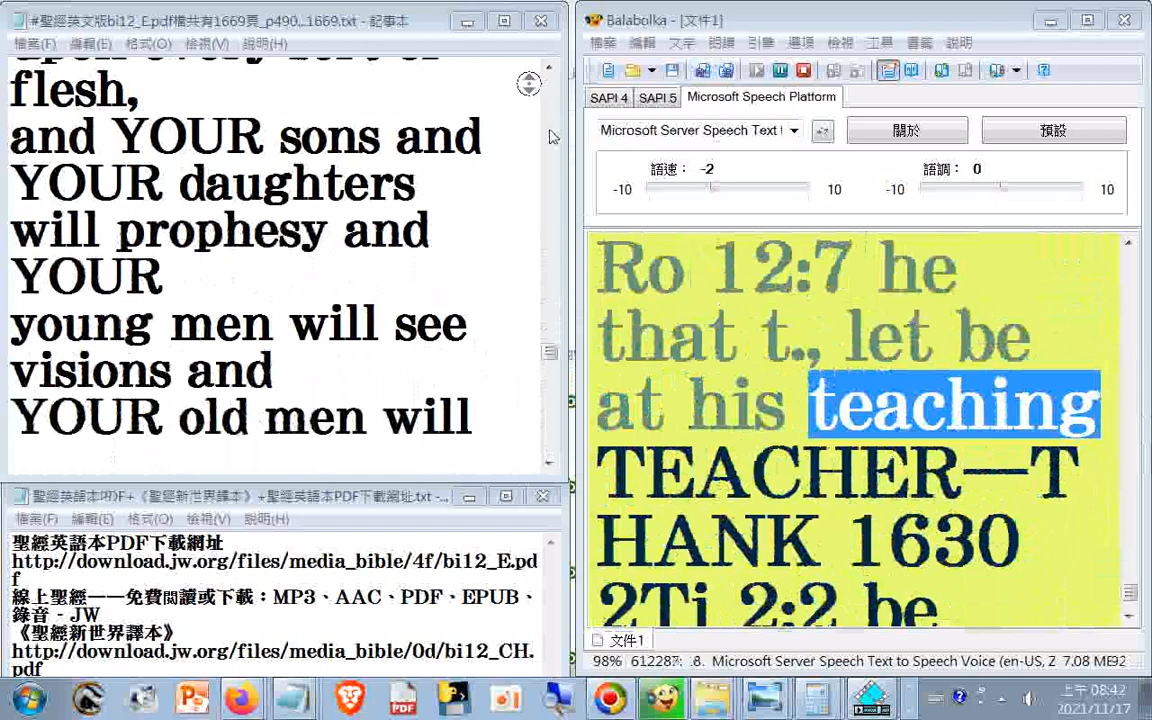 #聖經英文版bi12_E.pdf檔共有1669頁_p490...1669.txt - 記事本
檔案(F) 編輯(E) 格式(O) 檢視(V) 說明(H)
upon every sort of
flesh,
and YOUR sons and
YOUR daughters
will prophesy and
YOUR
young men will see
visions and
YOUR old men will
聖經英語本PDF+《聖經新世界譯本》+聖經英語本PDF下載網址.txt -...
檔案(F) 編輯(E) 格式(O) 檢視(V) 說明(H)
聖經英語本PDF下載網址
http://download.jw.org/files/media_bible/4f/bi12_E.pd
f
線上聖經——免費閱讀或下載：MP3、AAC、PDF、EPUB、
錄音 - JW
《聖經新世界譯本》
http://download.jw.org/files/media_bible/0d/bi12_CH.
pdf
Balabolka - [文件1]
檔案 編輯 文字 朗讀 引擎 選項 檢視 工具 書籤 說明
SAPI 4 SAPI 5 Microsoft Speech Platform
Microsoft Server Speech Text 關於 預設
語速： -2 語調： 0
-10 10 -10 10
Ro 12:7 he
that t., let be
at his teaching
TEACHER—T
HANK 1630
2Ti 2:2 be
文件1
98% 612287: Microsoft Server Speech Text to Speech Voice (en-US, Z 7.08 ME
PDF
上午 08:42
2021/11/17